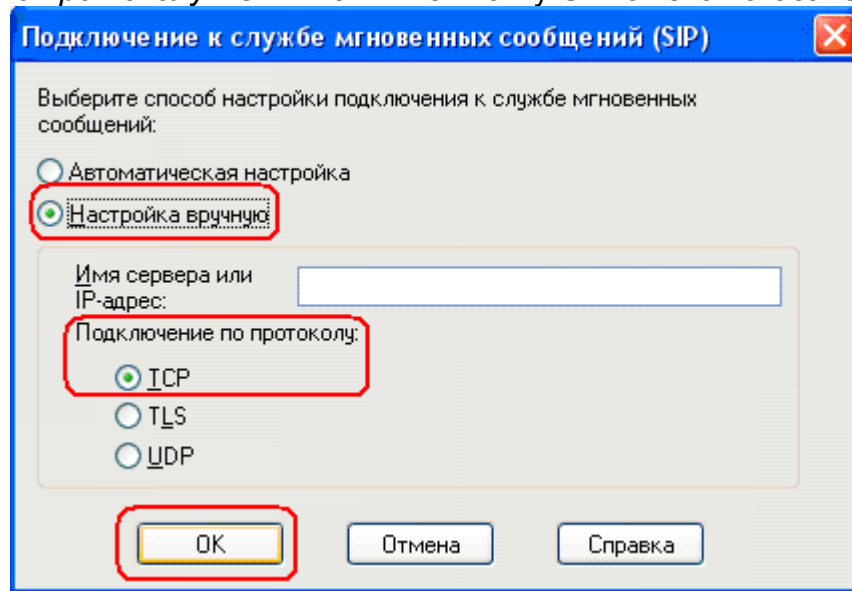 Подключение к службе мгновенных сообщений (SIP)
Выберите способ настройки подключения к службе мгновенных
сообщений:
Автоматическая настройка
Настройка вручную
Имя сервера или
IP-адрес:
Подключение по протоколу:
TCP
TLS
UDP
OK
Отмена
Справка